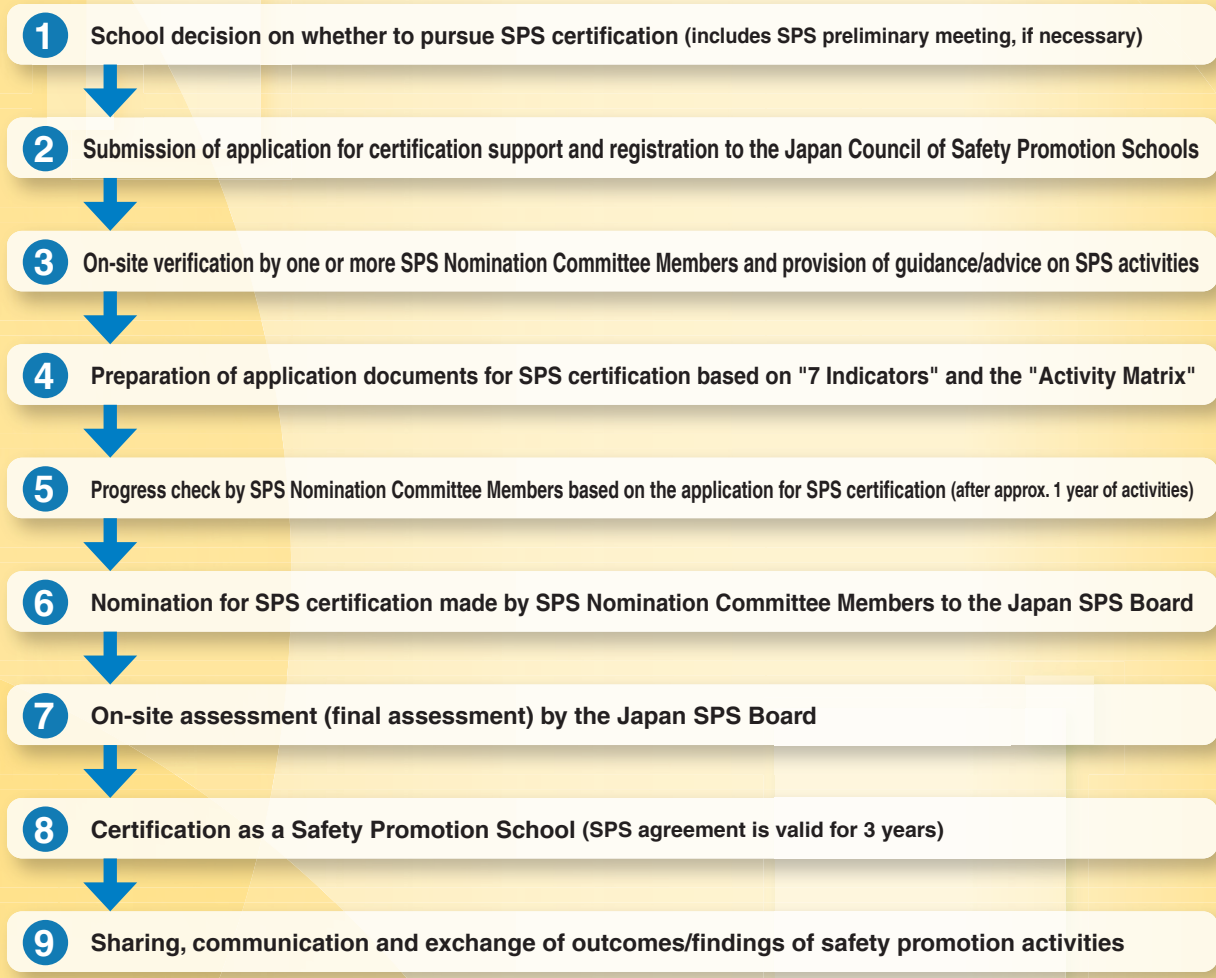 1 School decision on whether to pursue SPS certification (includes SPS preliminary meeting, if necessary)
2 Submission of application for certification support and registration to the Japan Council of Safety Promotion Schools
3 On-site verification by one or more SPS Nomination Committee Members and provision of guidance/advice on SPS activities
4 Preparation of application documents for SPS certification based on "7 Indicators" and the "Activity Matrix"
5 Progress check by SPS Nomination Committee Members based on the application for SPS certification (after approx. 1 year of activities)
6 Nomination for SPS certification made by SPS Nomination Committee Members to the Japan SPS Board
7 On-site assessment (final assessment) by the Japan SPS Board
8 Certification as a Safety Promotion School (SPS agreement is valid for 3 years)
9 Sharing, communication and exchange of outcomes/findings of safety promotion activities